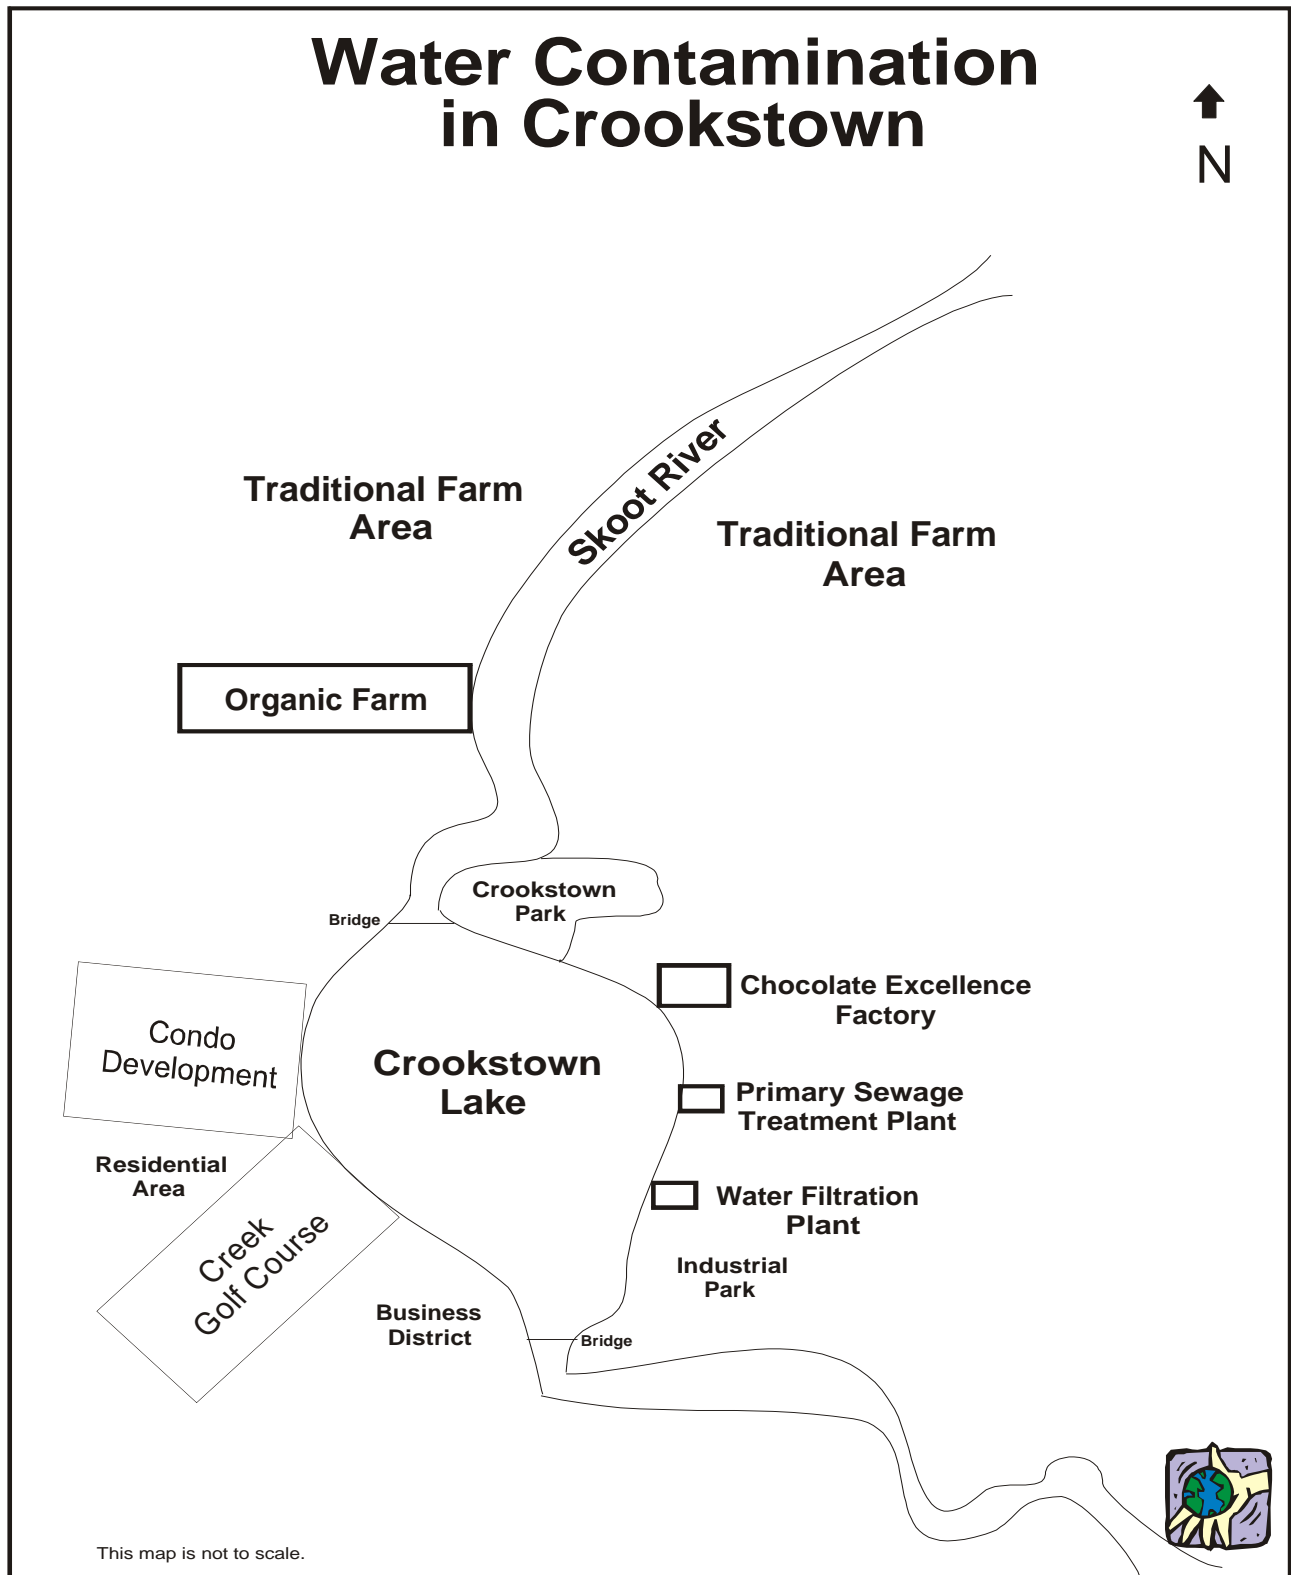 Water Contamination
in Crookstown
N
Skoot River
Traditional Farm
Area
Traditional Farm
Area
Organic Farm
Crookstown
Park
Bridge
Chocolate Excellence
Factory
Condo
Development
Crookstown
Lake
Primary Sewage
Treatment Plant
Residential
Area
Water Filtration
Plant
Creek
Golf Course
Industrial
Park
Business
District
Bridge
This map is not to scale.